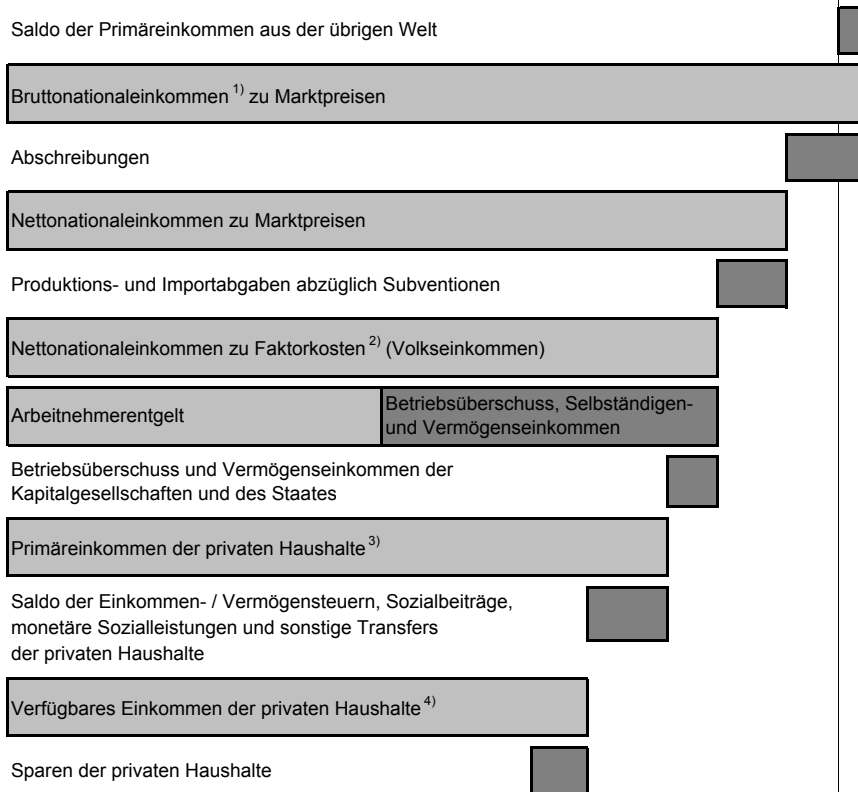 Saldo der Primäreinkommen aus der übrigen Welt
Bruttonationaleinkommen 1) zu Marktpreisen
Abschreibungen
Nettonationaleinkommen zu Marktpreisen
Produktions- und Importabgaben abzüglich Subventionen
Nettonationaleinkommen zu Faktorkosten 2) (Volkseinkommen)
Arbeitnehmerentgelt
Betriebsüberschuss, Selbständigen-
und Vermögenseinkommen
Betriebsüberschuss und Vermögenseinkommen der
Kapitalgesellschaften und des Staates
Primäreinkommen der privaten Haushalte 3)
Saldo der Einkommen- / Vermögensteuern, Sozialbeiträge,
monetäre Sozialleistungen und sonstige Transfers
der privaten Haushalte
Verfügbares Einkommen der privaten Haushalte 4)
Sparen der privaten Haushalte